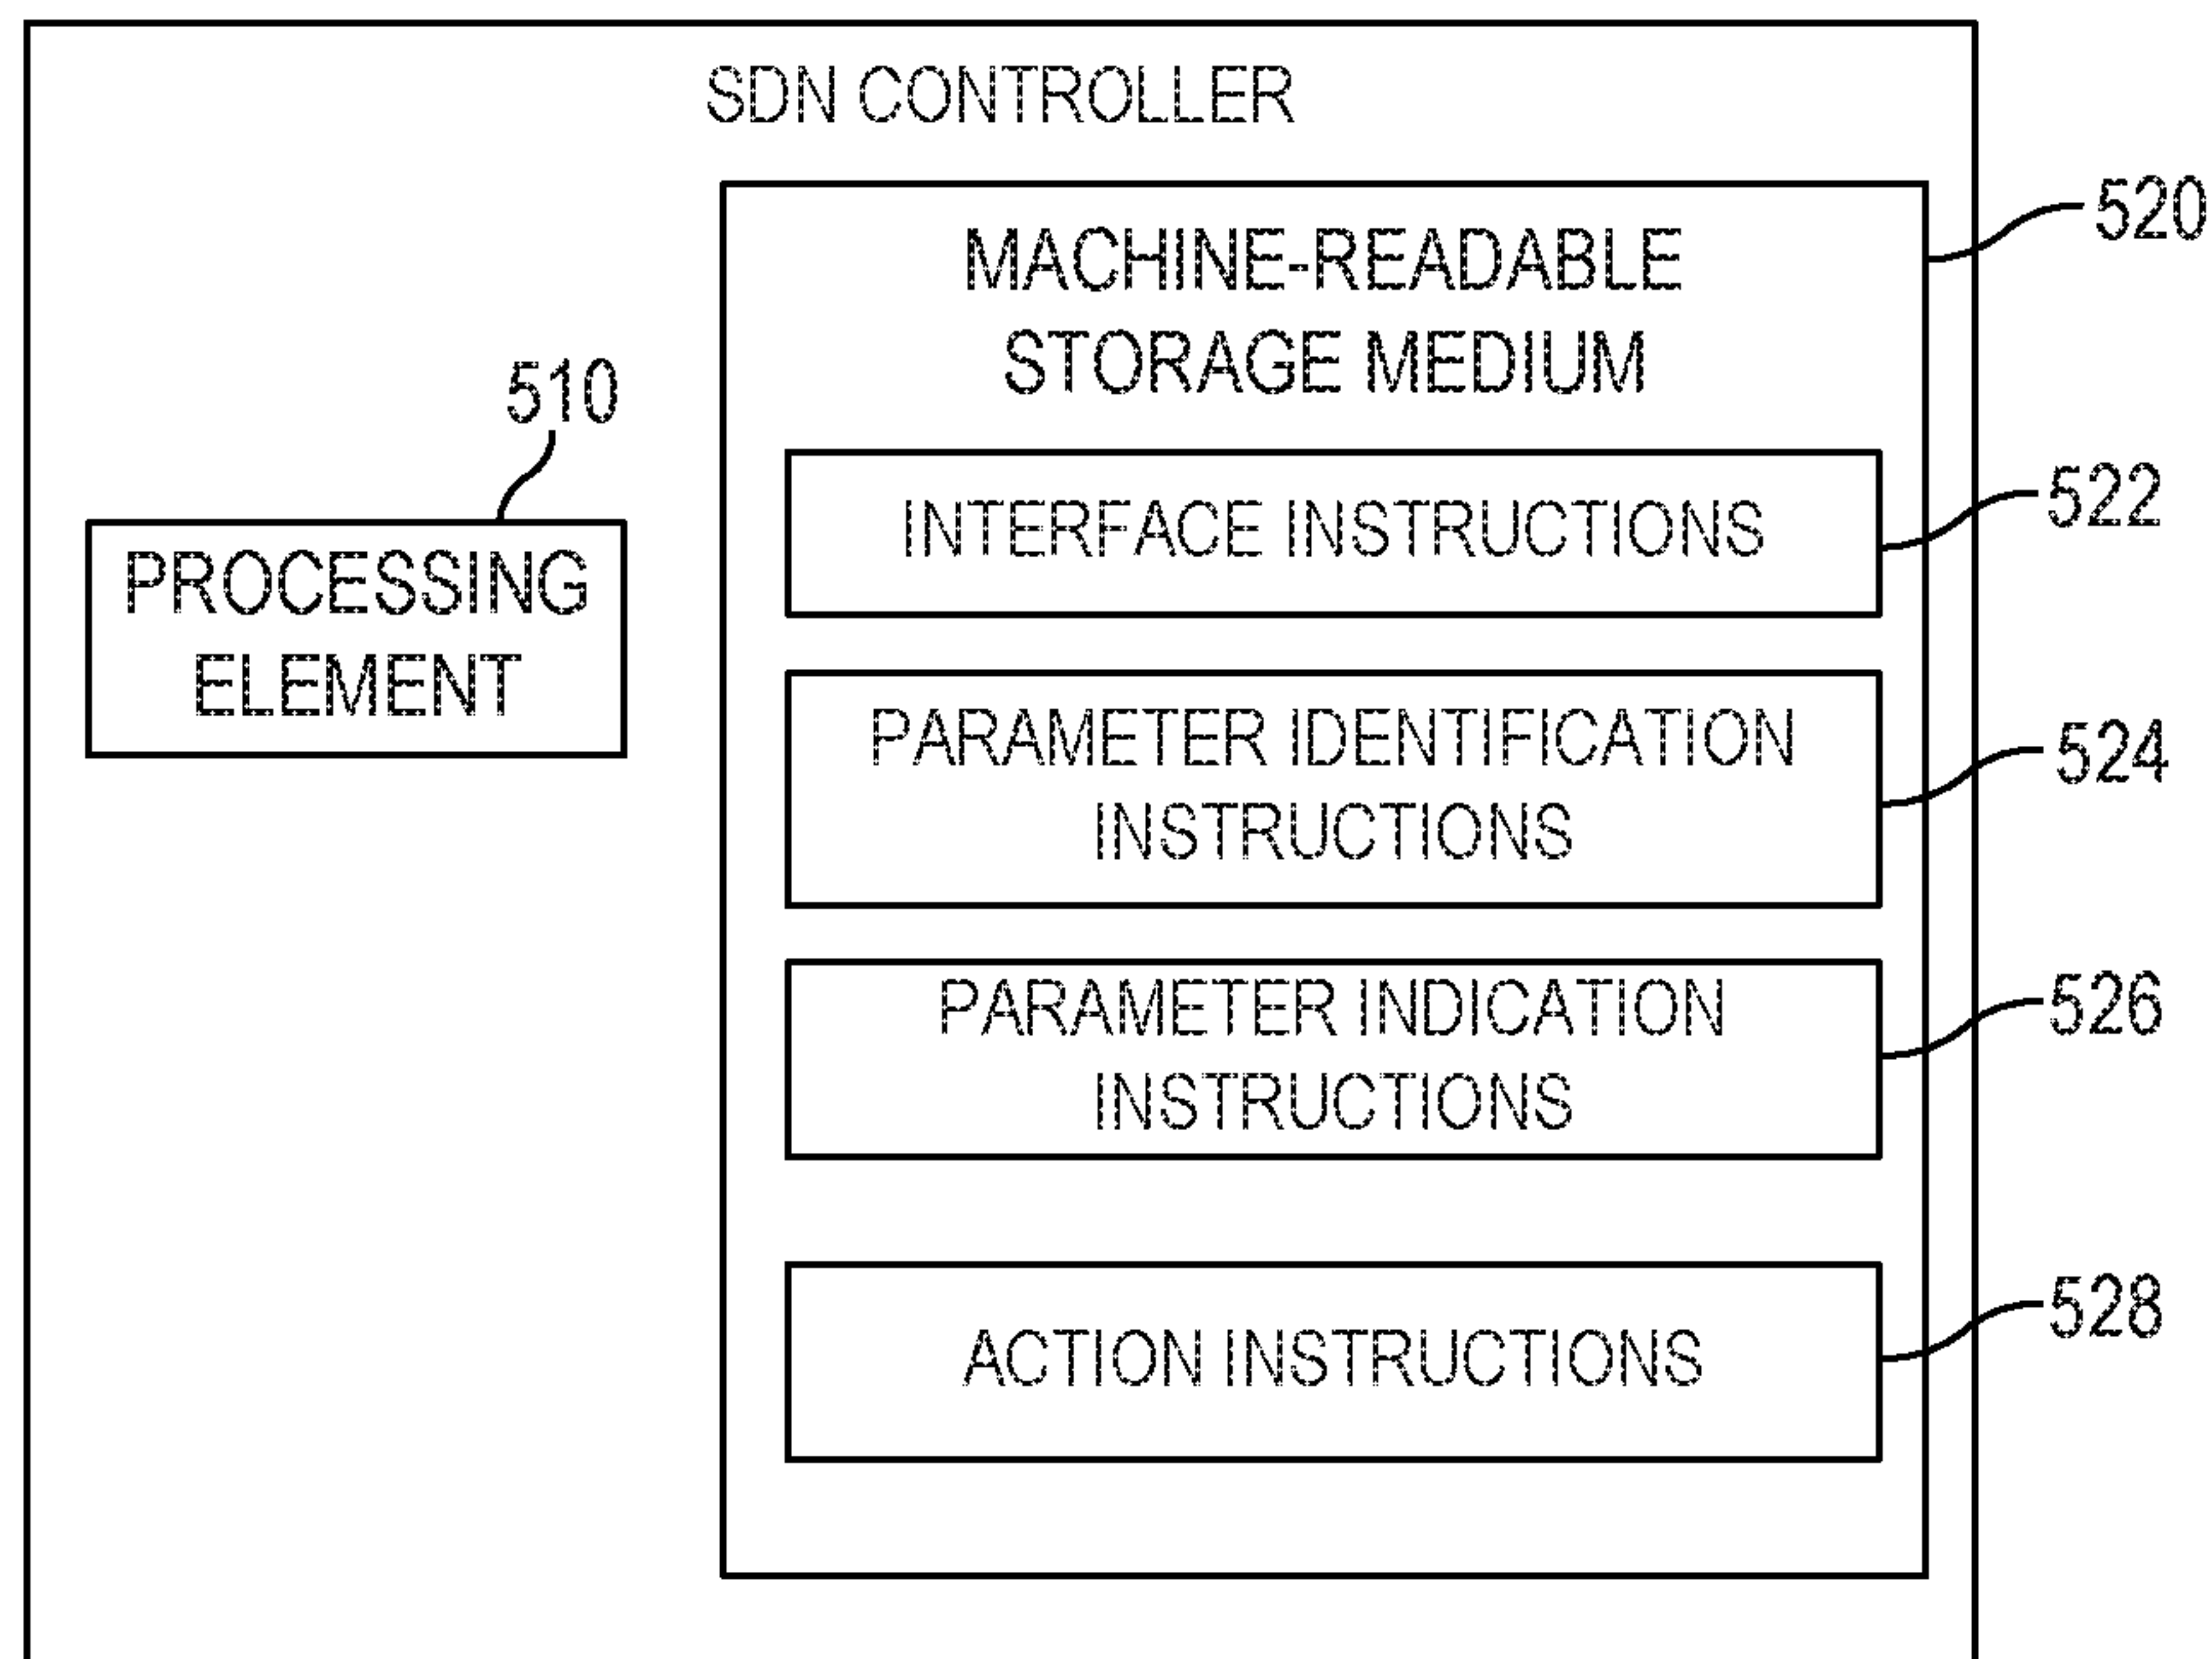 SDN CONTROLLER
520
MACHINE-READABLE
STORAGE MEDIUM
510
PROCESSING
ELEMENT
INTERFACE INSTRUCTIONS
522
PARAMETER IDENTIFICATION
INSTRUCTIONS
524
PARAMETER INDICATION
INSTRUCTIONS
526
ACTION INSTRUCTIONS
528